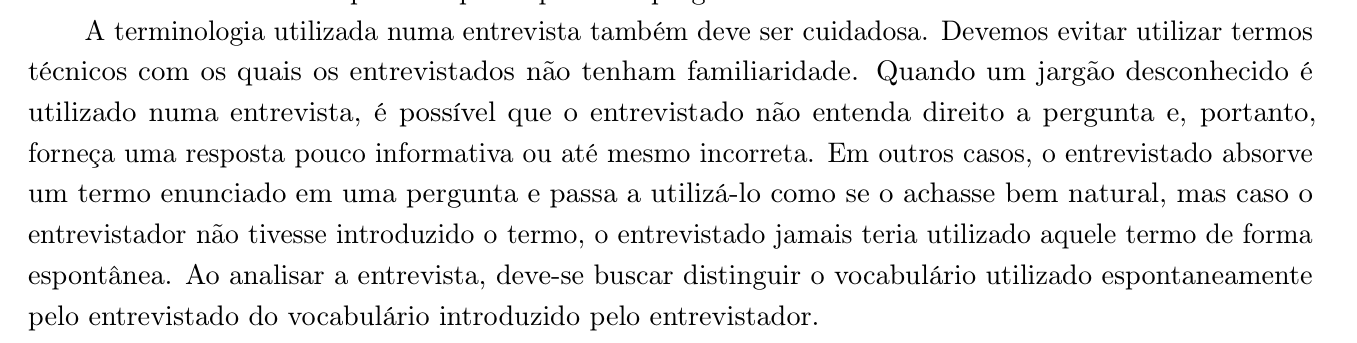 A terminologia utilizada numa entrevista também deve ser cuidadosa. Devemos evitar utilizar termos
técnicos com os quais os entrevistados não tenham familiaridade. Quando um jargão desconhecido é
utilizado numa entrevista, é possível que o entrevistado não entenda direito a pergunta e, portanto,
forneça uma resposta pouco informativa ou até mesmo incorreta. Em outros casos, o entrevistado absorve
um termo enunciado em uma pergunta e passa a utilizá-lo como se o achasse bem natural, mas caso o
entrevistador não tivesse introduzido o termo, o entrevistado jamais teria utilizado aquele termo de forma
espontânea. Ao analisar a entrevista, deve-se buscar distinguir o vocabulário utilizado espontaneamente
pelo entrevistado do vocabulário introduzido pelo entrevistador.